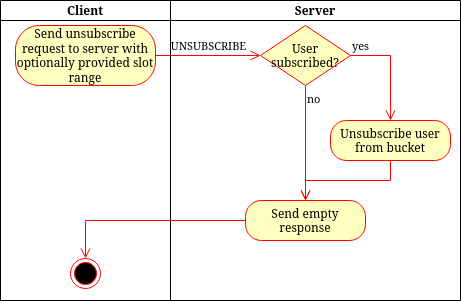 Client
Server
Send unsubscribe
request to server with
optionally provided slot
range
UNSUBSCRIBE
User
subscribed?
yes
no
Unsubscribe user
from bucket
Send empty
response